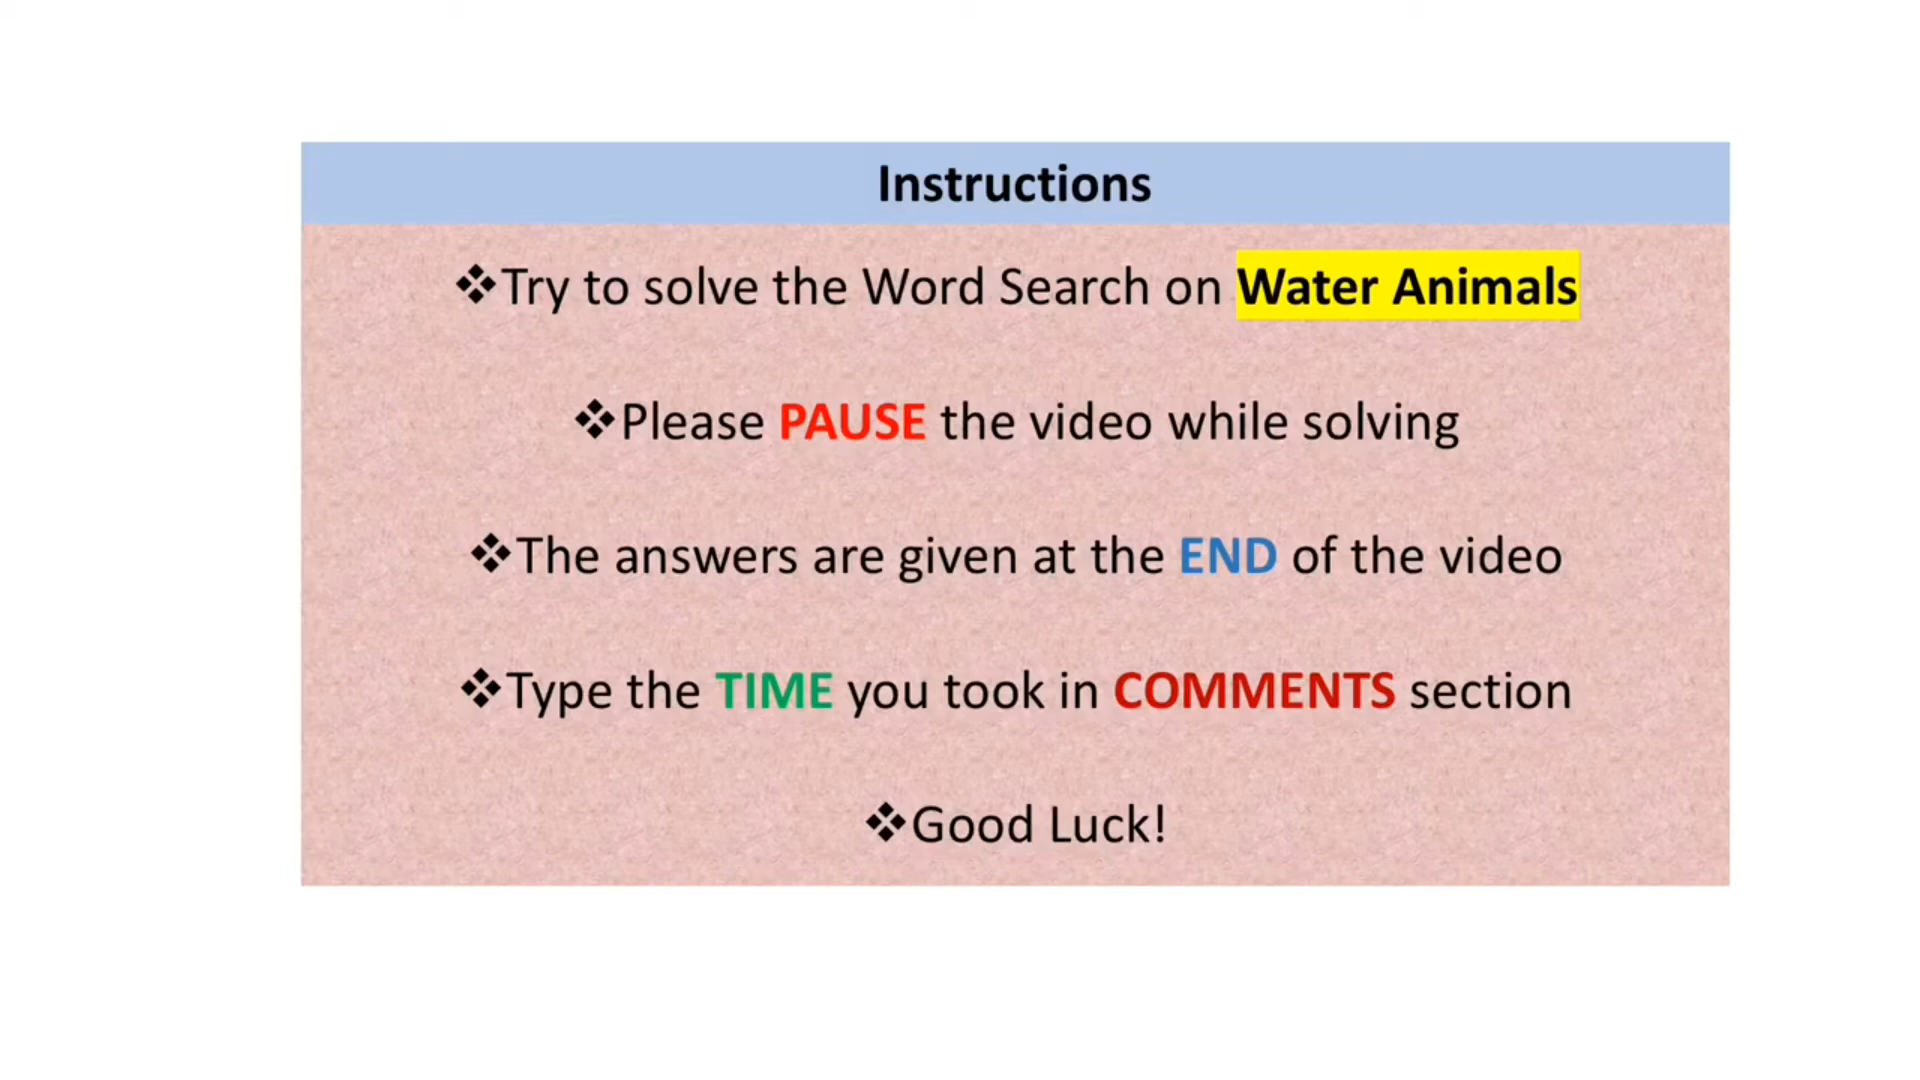 Instructions
❖Try to solve the Word Search on Water Animals
❖Please PAUSE the video while solving
❖The answers are given at the END of the video
❖Type the TIME you took in COMMENTS section
❖Good Luck!